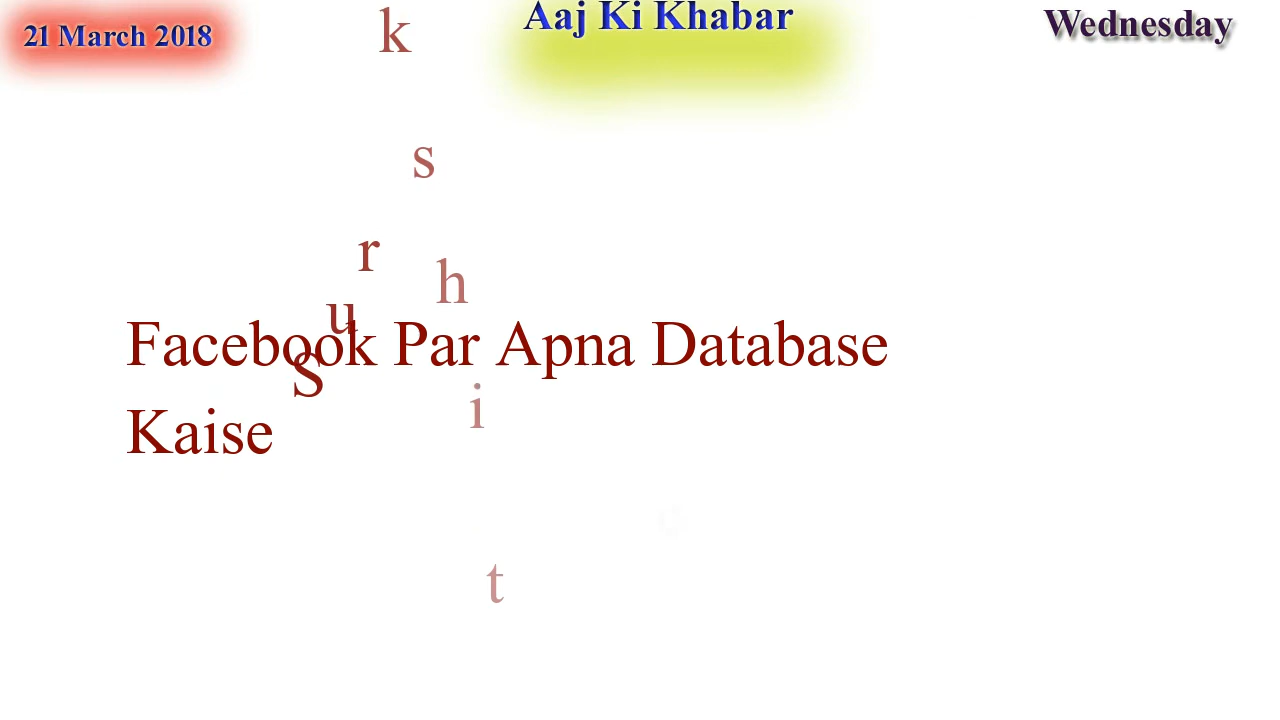 21 March 2018
Aaj Ki Khabar
Wednesday
Facebook Par Apna Database
Kaise
S u r k s h i t